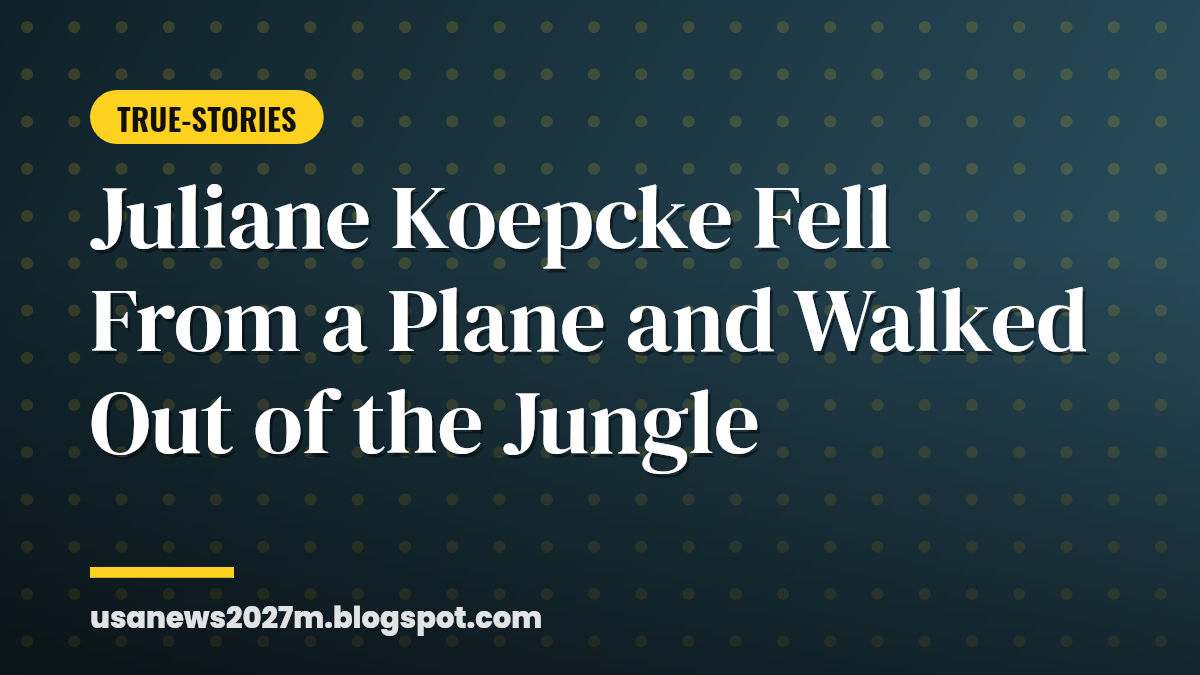 TRUE-STORIES
Juliane Koepcke Fell
From a Plane and Walked
Out of the Jungle
usanews2027m.blogspot.com